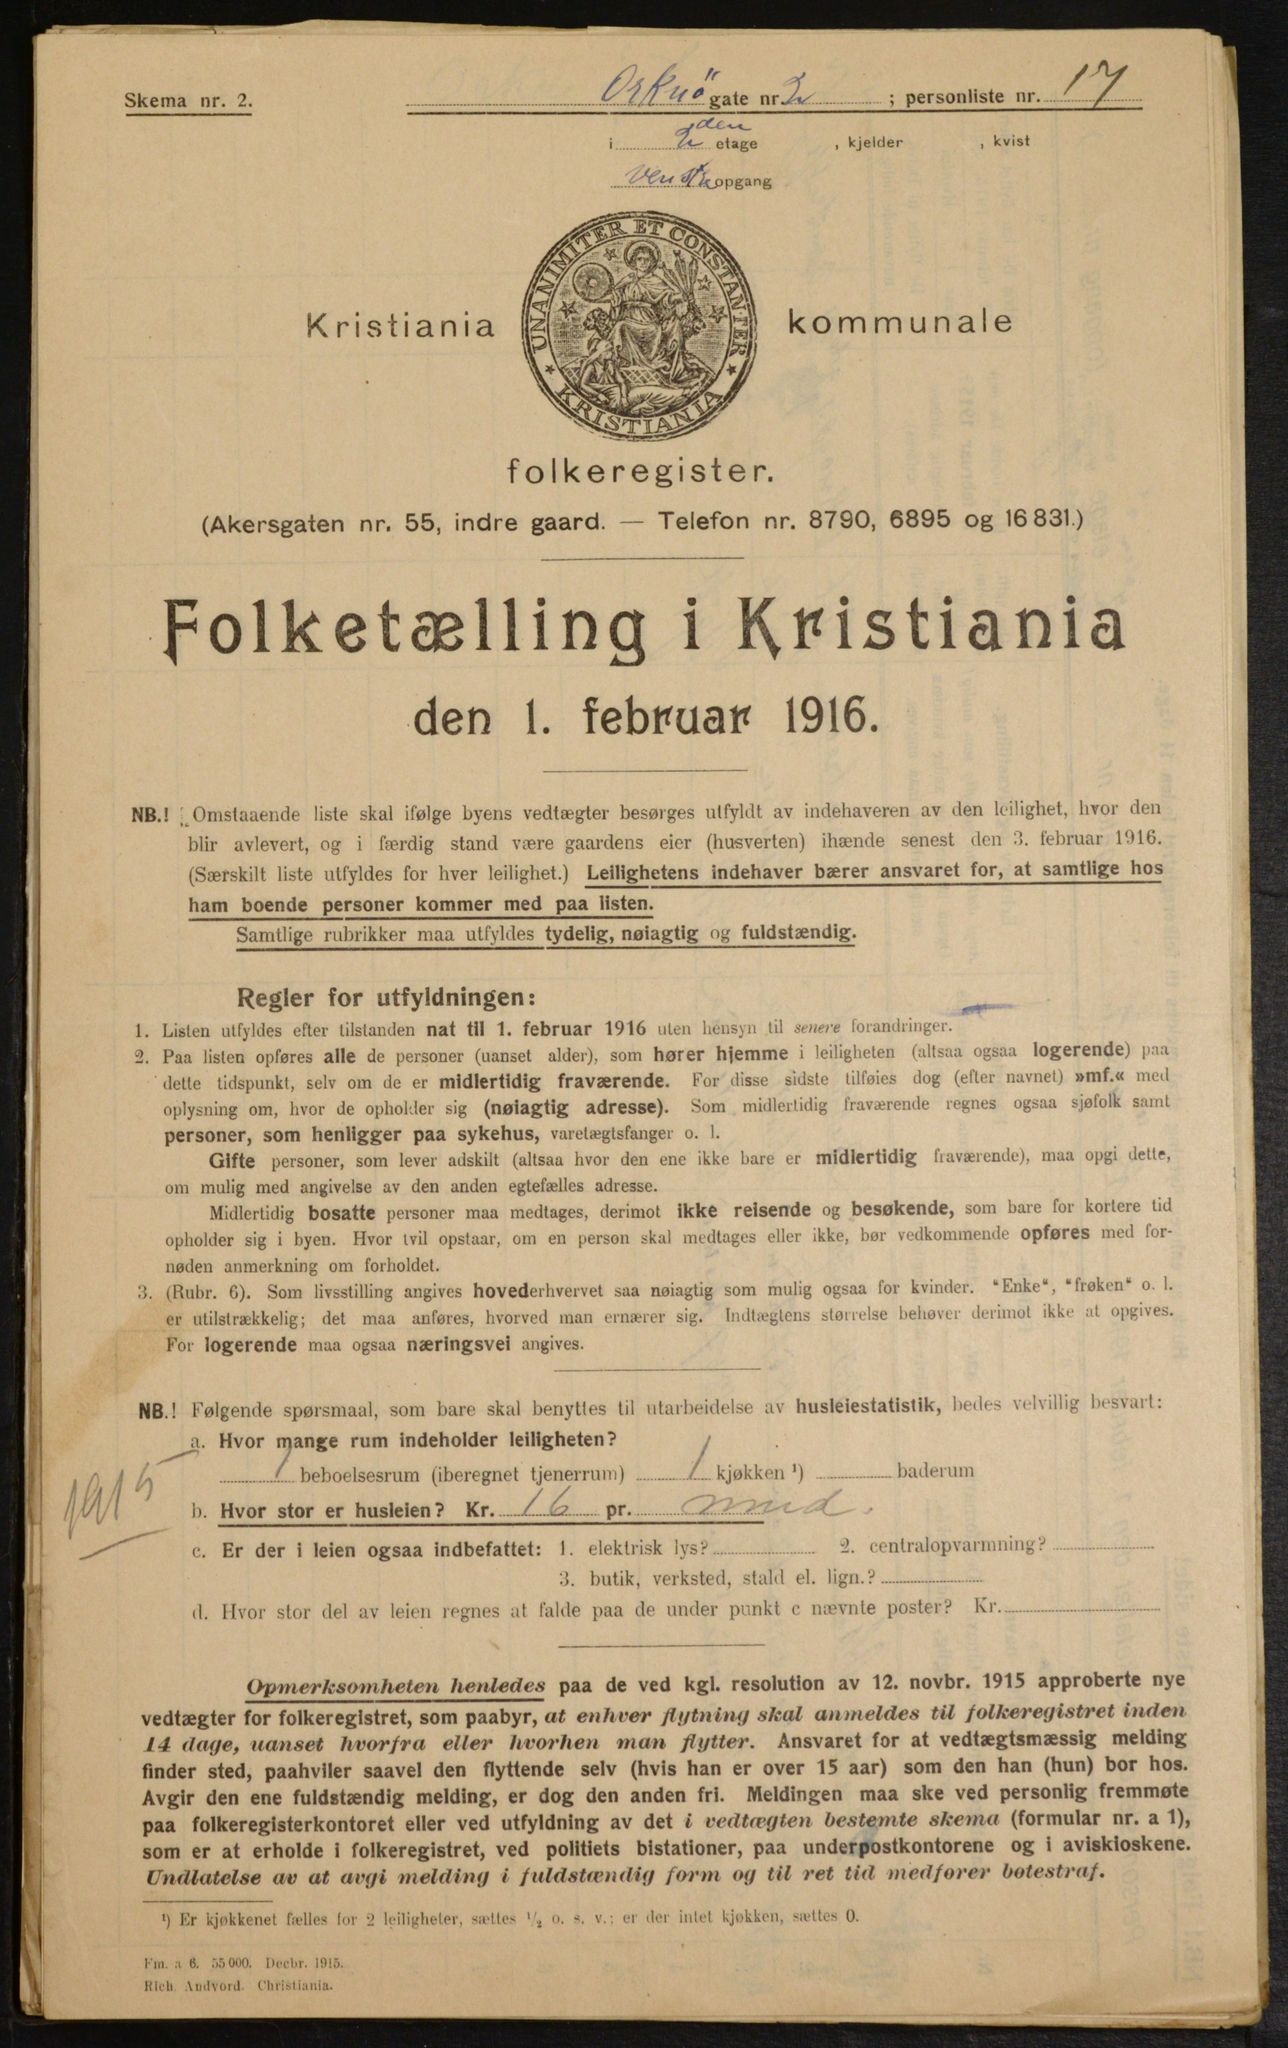 Skema nr. 2.
Orknö gate nr. 2 ; personliste nr. 17
i 2den etage , kjelder , kvist
Venstre opgang
UNANIMITER ET CONSTANTER
KRISTIANIA
Kristiania kommunale
folkeregister.
(Akersgaten nr. 55, indre gaard. — Telefon nr. 8790, 6895 og 16 831.)
Folketælling i Kristiania
den 1. februar 1916.
NB.! Omstaaende liste skal ifølge byens vedtægter besørges utfyldt av indehaveren av den leilighet, hvor den
blir avlevert, og i færdig stand være gaardens eier (husverten) ihænde senest den 3. februar 1916.
(Særskilt liste utfyldes for hver leilighet.) Leilighetens indehaver bærer ansvaret for, at samtlige hos
ham boende personer kommer med paa listen.
Samtlige rubrikker maa utfyldes tydelig, nøiagtig og fuldstændig.
Regler for utfyldningen:
1. Listen utfyldes efter tilstanden nat til 1. februar 1916 uten hensyn til senere forandringer.
2. Paa listen opføres alle de personer (uanset alder), som hører hjemme i leiligheten (altsaa ogsaa logerende) paa
dette tidspunkt, selv om de er midlertidig fraværende. For disse sidste tilføies dog (efter navnet) »mf.« med
oplysning om, hvor de opholder sig (nøiagtig adresse). Som midlertidig fraværende regnes ogsaa sjøfolk samt
personer, som henligger paa sykehus, varetægtsfanger o. l.
Gifte personer, som lever adskilt (altsaa hvor den ene ikke bare er midlertidig fraværende), maa opgi dette,
om mulig med angivelse av den anden egtefælles adresse.
Midlertidig bosatte personer maa medtages, derimot ikke reisende og besøkende, som bare for kortere tid
opholder sig i byen. Hvor tvil opstaar, om en person skal medtages eller ikke, bør vedkommende opføres med for-
nøden anmerkning om forholdet.
3. (Rubr. 6). Som livsstilling angives hovederhvervet saa nøiagtig som mulig ogsaa for kvinder. "Enke", "frøken" o. l.
er utilstrækkelig; det maa anføres, hvorved man ernærer sig. Indtægtens størrelse behøver derimot ikke at opgives.
For logerende maa ogsaa næringsvei angives.
NB.! Følgende spørsmaal, som bare skal benyttes til utarbeidelse av husleiestatistik, bedes velvillig besvart:
a. Hvor mange rum indeholder leiligheten?
1 beboelsesrum (iberegnet tjenerrum) 1 kjøkken ¹) baderum
1915
b. Hvor stor er husleien? Kr. 16 pr. mnd.
c. Er der i leien ogsaa indbefattet: 1. elektrisk lys? 2. centralopvarmning?
3. butik, verksted, stald el. lign.?
d. Hvor stor del av leien regnes at falde paa de under punkt c nævnte poster? Kr.
Opmerksomheten henledes paa de ved kgl. resolution av 12. novbr. 1915 approberte nye
vedtægter for folkeregistret, som paabyr, at enhver flytning skal anmeldes til folkeregistret inden
14 dage, uanset hvorfra eller hvorhen man flytter. Ansvaret for at vedtægtsmæssig melding
finder sted, paahviler saavel den flyttende selv (hvis han er over 15 aar) som den han (hun) bor hos.
Avgir den ene fuldstændig melding, er dog den anden fri. Meldingen maa ske ved personlig fremmøte
paa folkeregisterkontoret eller ved utfyldning av det i vedtægten bestemte skema (formular nr. a 1),
som er at erholde i folkeregistret, ved politiets bistationer, paa underpostkontorene og i aviskioskene.
Undlatelse av at avgi melding i fuldstændig form og til ret tid medfører bøtestraf.
¹) Er kjøkkenet fælles for 2 leiligheter, sættes ½ o. s. v.; er der intet kjøkken, sættes 0.
Fm. a 6. 55 000. Decbr. 1915.
Rich. Andvord. Christiania.